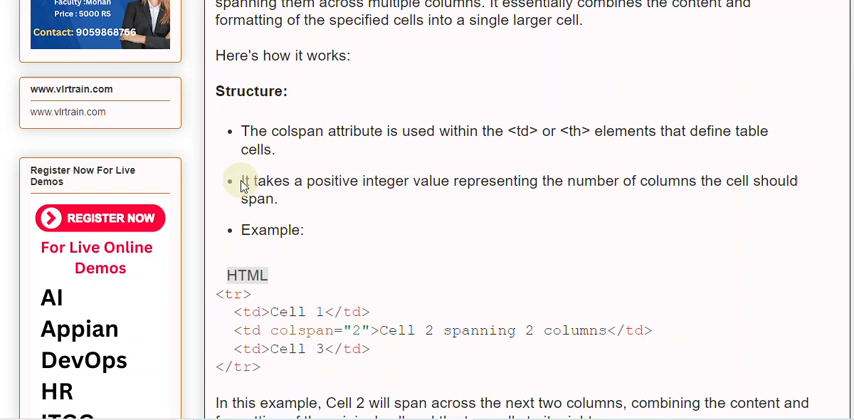 Faculty :Mohan
Price : 5000 RS
Contact: 9059868766
www.vlrtrain.com
www.vlrtrain.com
Register Now For Live
Demos
REGISTER NOW
For Live Online
Demos
AI
Appian
DevOps
HR
spanning them across multiple columns. It essentially combines the content and
formatting of the specified cells into a single larger cell.
Here's how it works:
Structure:
• The colspan attribute is used within the <td> or <th> elements that define table
cells.
• It takes a positive integer value representing the number of columns the cell should
span.
• Example:
HTML
<tr>
<td>Cell 1</td>
<td colspan="2">Cell 2 spanning 2 columns</td>
<td>Cell 3</td>
</tr>
In this example, Cell 2 will span across the next two columns, combining the content and